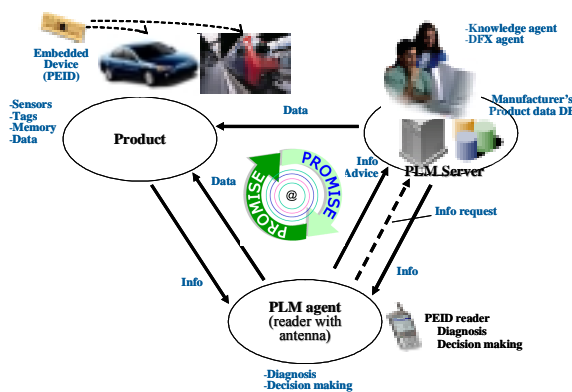 Embedded
Device
(PEID)
-Knowledge agent
-DFX agent
-Sensors
-Tags
-Memory
-Data
Product
Data
-Manufacturer's
Product data DB
PLM Server
Data
PROMISE
PROMISE
@
Info
Advice
Info request
Info
Info
PLM agent
(reader with
antenna)
PEID reader
Diagnosis
Decision making
-Diagnosis
-Decision making